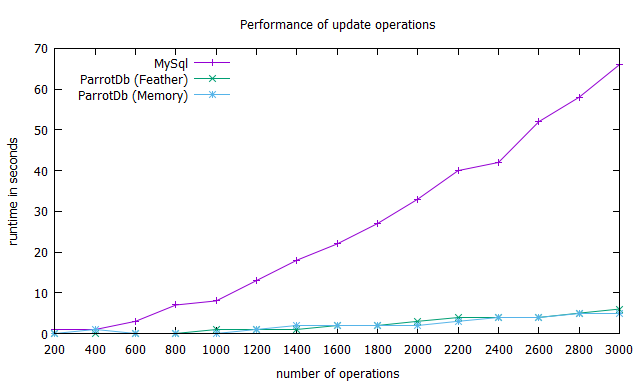 Performance of update operations
70
60
50
40
30
20
10
0
runtime in seconds
MySql
ParrotDb (Feather)
ParrotDb (Memory)
200 400 600 800 1000 1200 1400 1600 1800 2000 2200 2400 2600 2800 3000
number of operations